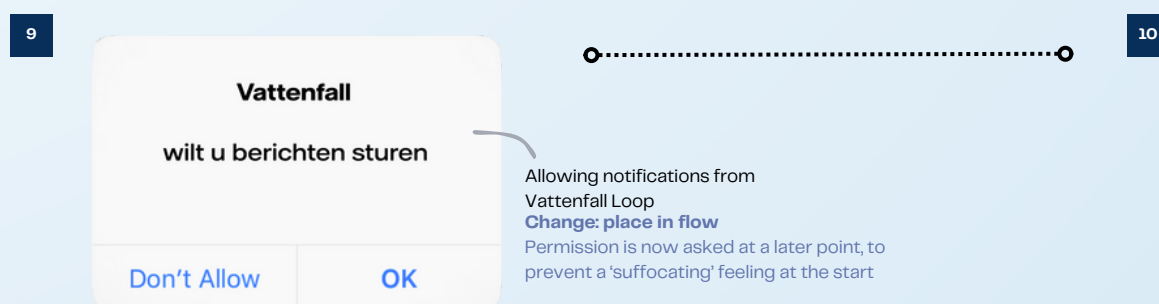 9
10
Vattenfall
wilt u berichten sturen
Don't Allow
OK
Allowing notifications from
Vattenfall Loop
Change: place in flow
Permission is now asked at a later point, to
prevent a ‘suffocating’ feeling at the start